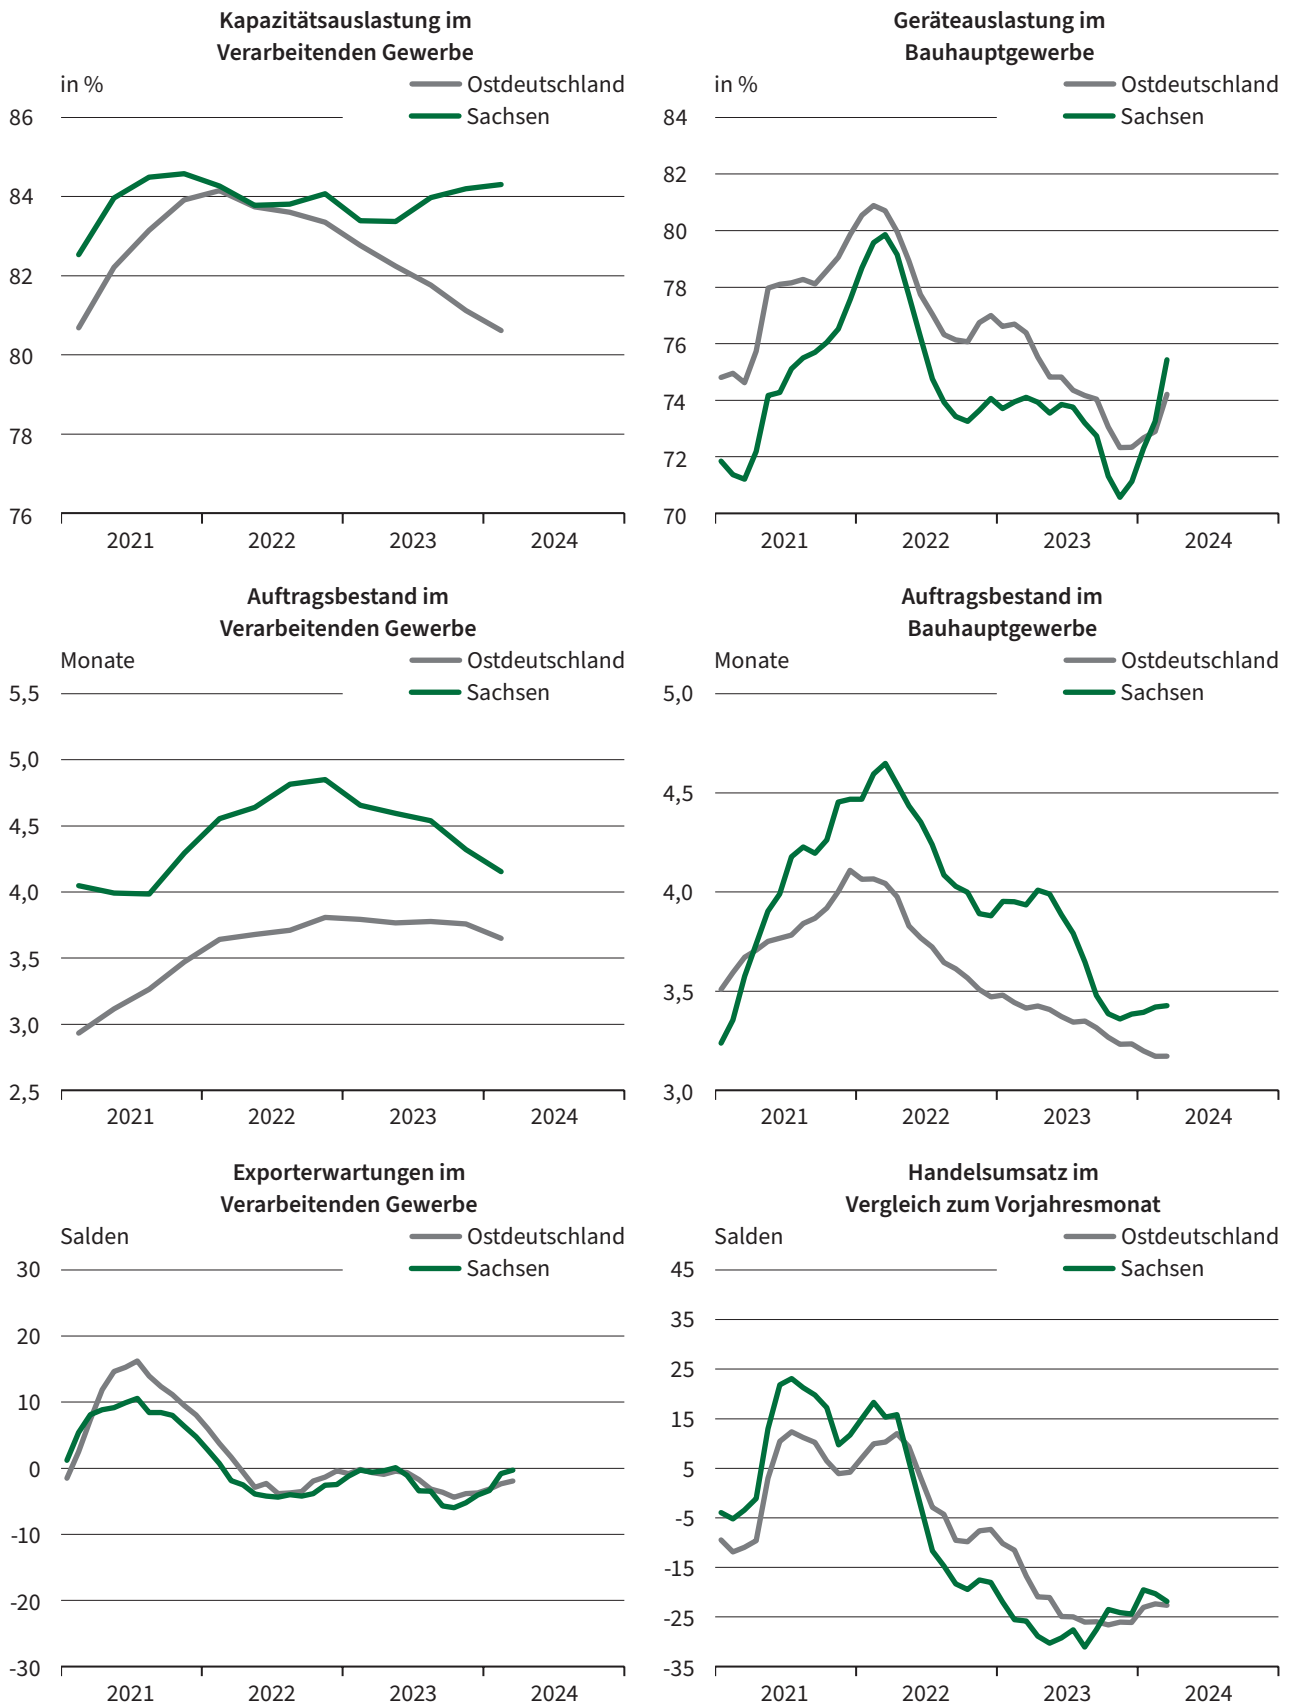 Kapazitätsauslastung im
Verarbeitenden Gewerbe
in %
Ostdeutschland
Sachsen
86
84
82
80
78
76
2021
2022
2023
2024
Geräteauslastung im
Bauhauptgewerbe
in %
Ostdeutschland
Sachsen
84
82
80
78
76
74
72
70
2021
2022
2023
2024
Auftragsbestand im
Verarbeitenden Gewerbe
Monate
Ostdeutschland
Sachsen
5,5
5,0
4,5
4,0
3,5
3,0
2,5
2021
2022
2023
2024
Auftragsbestand im
Bauhauptgewerbe
Monate
Ostdeutschland
Sachsen
5,0
4,5
4,0
3,5
3,0
2021
2022
2023
2024
Exporterwartungen im
Verarbeitenden Gewerbe
Salden
Ostdeutschland
Sachsen
30
20
10
0
-10
-20
-30
2021
2022
2023
2024
Handelsumsatz im
Vergleich zum Vorjahresmonat
Salden
Ostdeutschland
Sachsen
45
35
25
15
5
-5
-15
-25
-35
2021
2022
2023
2024